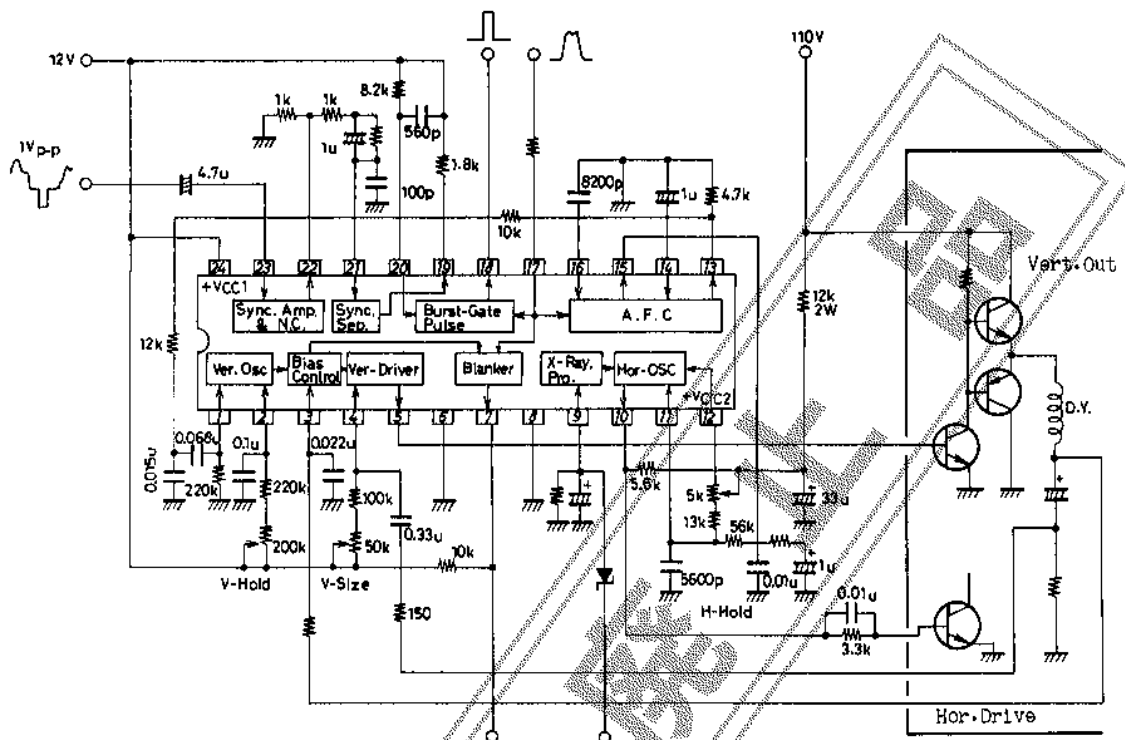 110V
12V
8.2k
1k
1k
1u
560p
1.8k
100p
1Vp-p
4.7u
8200p
1u
4.7k
10k
12k
2W
Vert.Out
24
23
22
21
20
19
18
17
16
15
14
13
+VCC1
Sync. Amp. & N.C.
Sync. Sep.
Burst-Gate Pulse
A.F.C
12k
Ver. Osc
Bias Control
Ver-Driver
Blanker
X-Ray. Pro.
Hor-OSC
+VCC2
1
2
3
4
5
6
7
8
9
10
11
12
D.Y.
0.068u
0.1u
0.022u
0.015u
220k
220k
100k
0.33u
5.6k
5k
13k
33u
56k
200k
50k
10k
V-Hold
V-Size
150
5600p
0.01u
H-Hold
1u
0.01u
3.3k
Hor.Drive